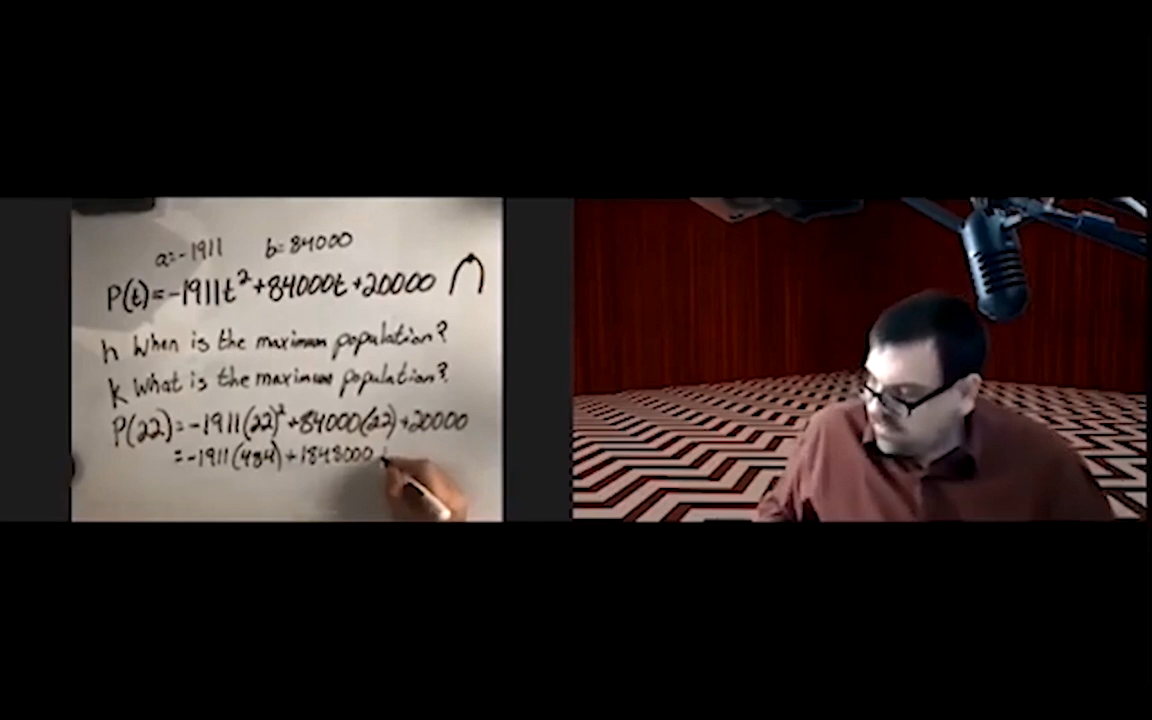 a=-1911 b=84000
P(t)=-1911t²+84000t+20000
h When is the maximum population?
k What is the maximum population?
P(22)=-1911(22)²+84000(22)+20000
=-1911(484)+1848000